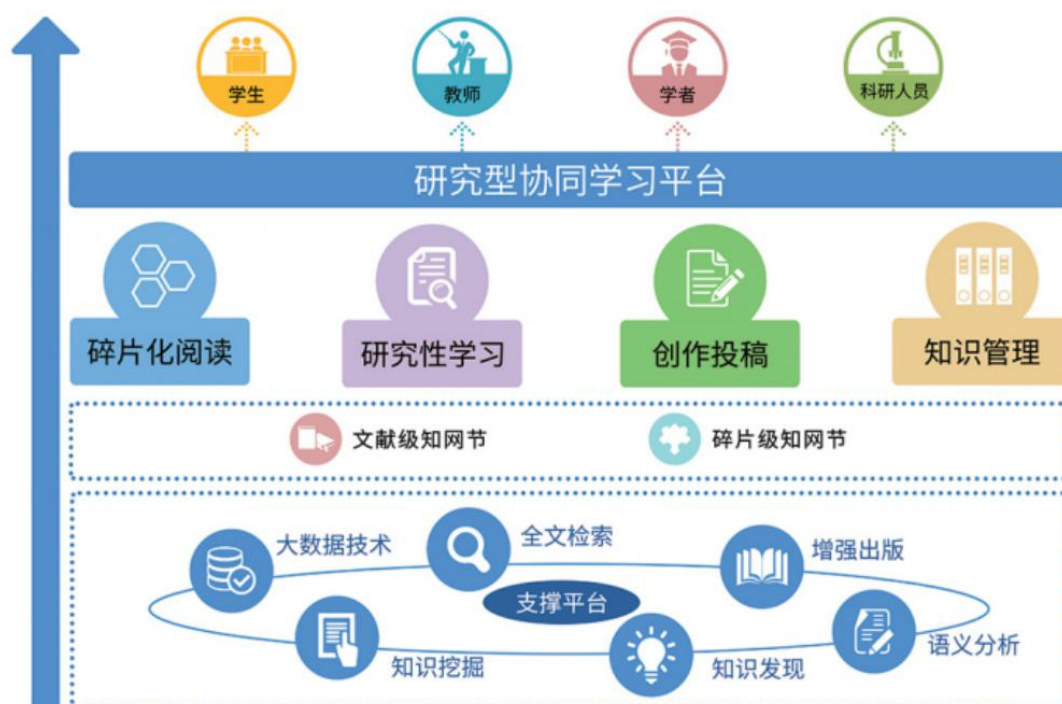 学生
教师
学者
科研人员
研究型协同学习平台
碎片化阅读
研究性学习
创作投稿
知识管理
文献级知网节
碎片级知网节
大数据技术
全文检索
增强出版
支撑平台
知识挖掘
知识发现
语义分析